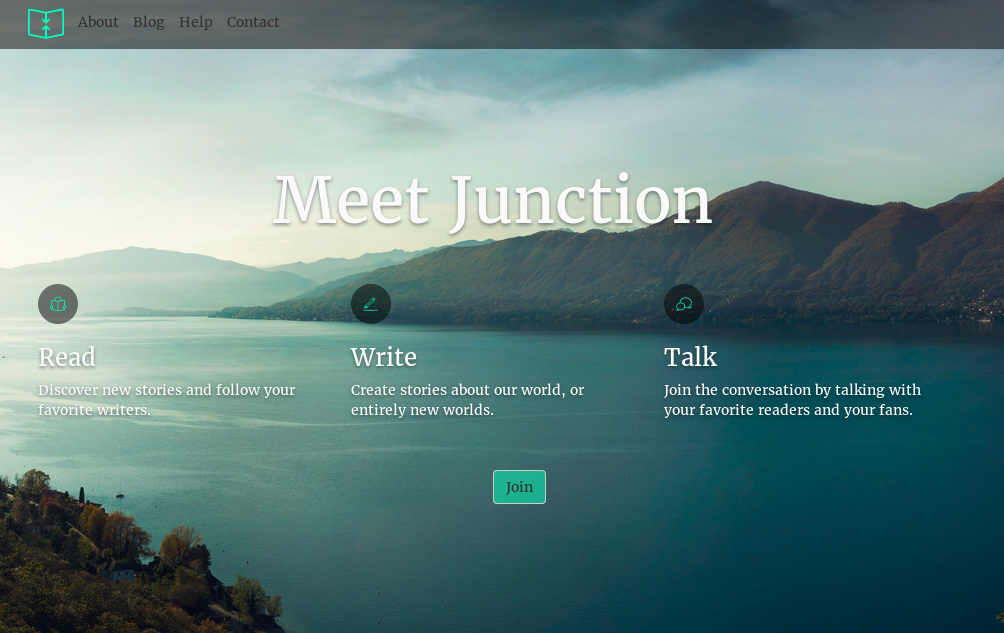 About Blog Help Contact
Meet Junction
Read
Discover new stories and follow your
favorite writers.
Write
Create stories about our world, or
entirely new worlds.
Talk
Join the conversation by talking with
your favorite readers and your fans.
Join